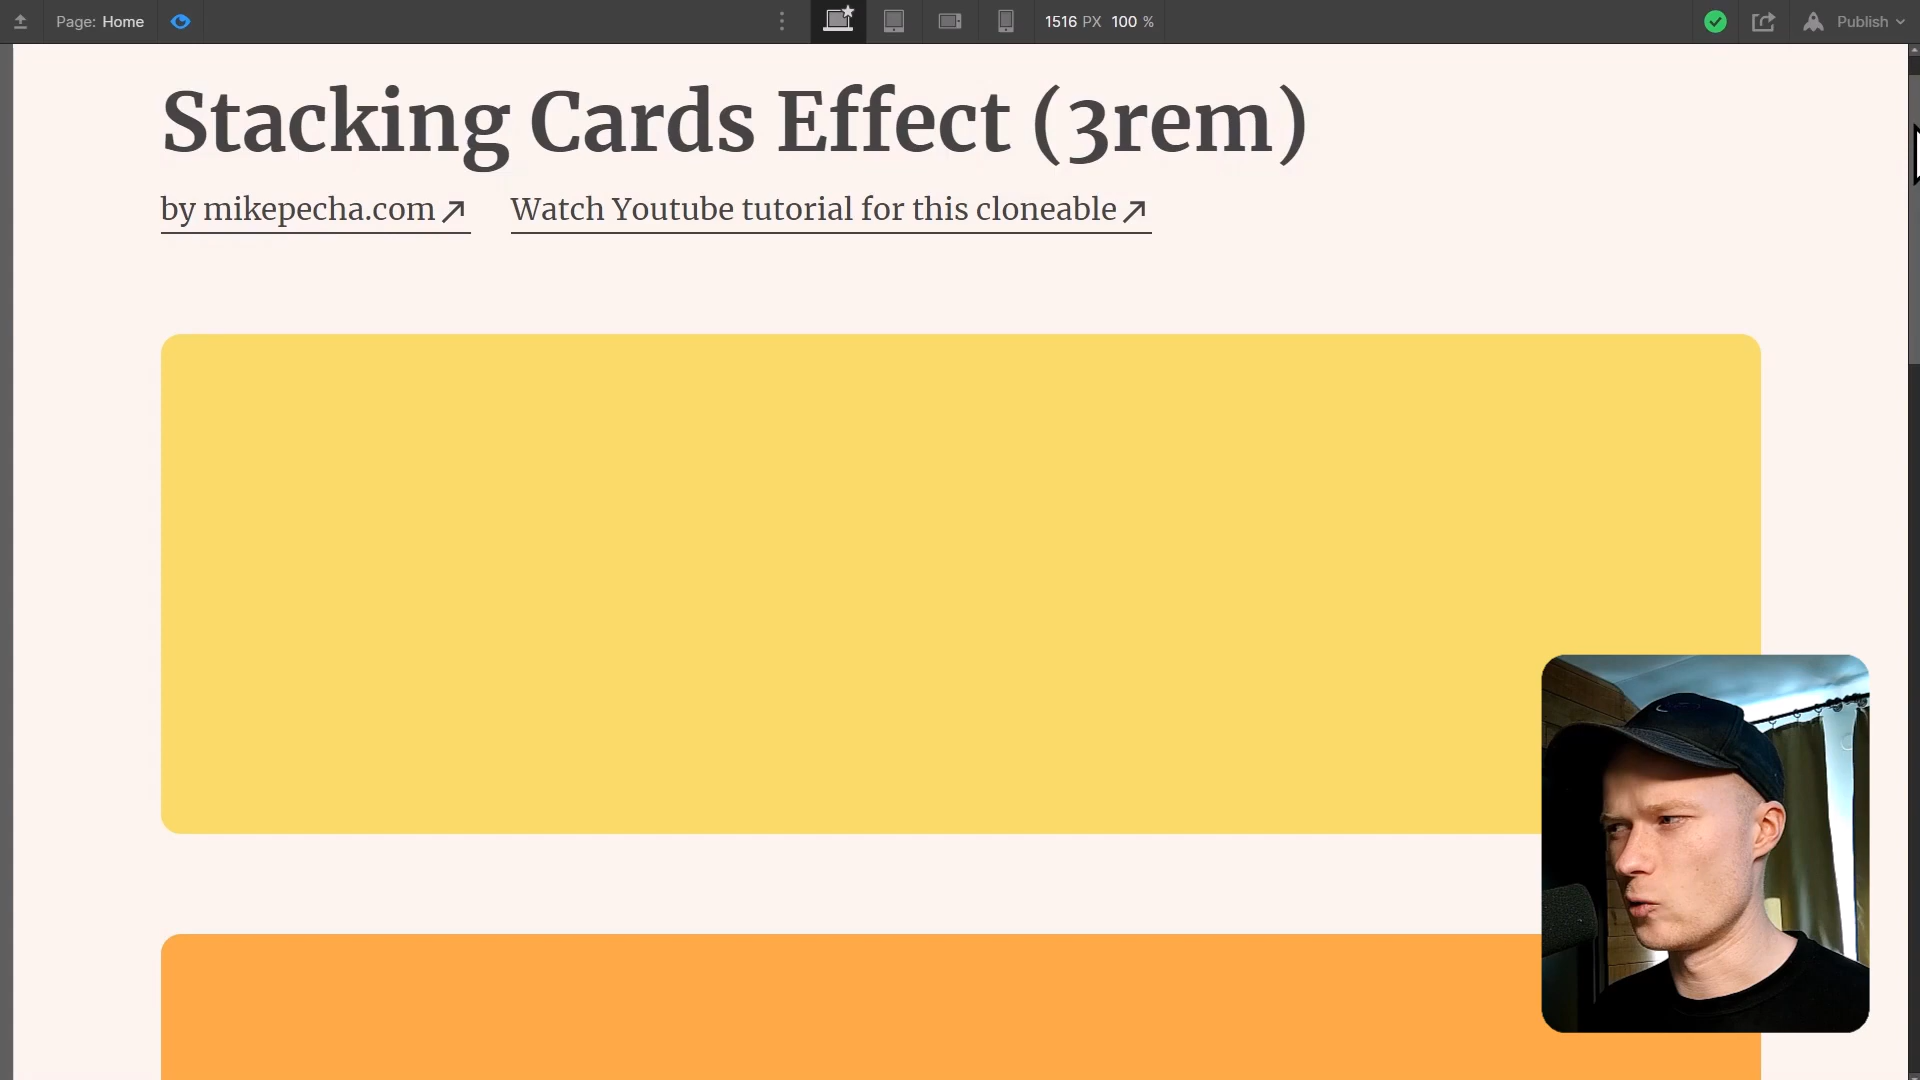 Page: Home
1516 PX 100 %
Publish
Stacking Cards Effect (3rem)
by mikepecha.com
Watch Youtube tutorial for this cloneable